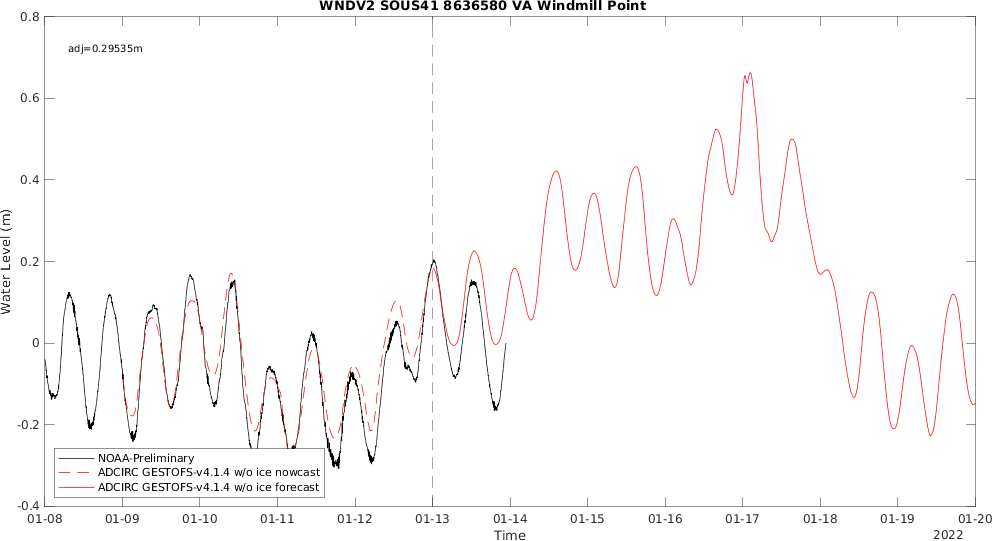 WNDV2 SOUS41 8636580 VA Windmill Point
adj=0.29535m
Water Level (m)
0.8
0.6
0.4
0.2
0
-0.2
-0.4
NOAA-Preliminary
ADCIRC GESTOFS-v4.1.4 w/o ice nowcast
ADCIRC GESTOFS-v4.1.4 w/o ice forecast
01-08 01-09 01-10 01-11 01-12 01-13 01-14 01-15 01-16 01-17 01-18 01-19 01-20
Time
2022